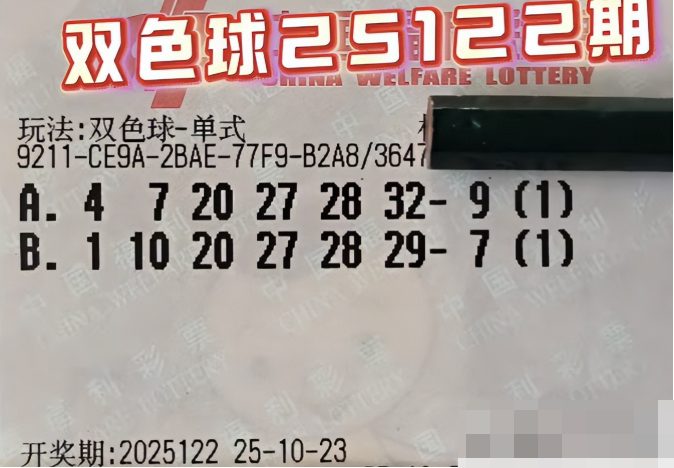 双色球25122期
CHINA WELFARE LOTTERY
玩法:双色球-单式
9211-CE9A-2BAE-77F9-B2A8/3647
A. 4 7 20 27 28 32- 9 (1)
B. 1 10 20 27 28 29- 7 (1)
开奖期:2025122 25-10-23